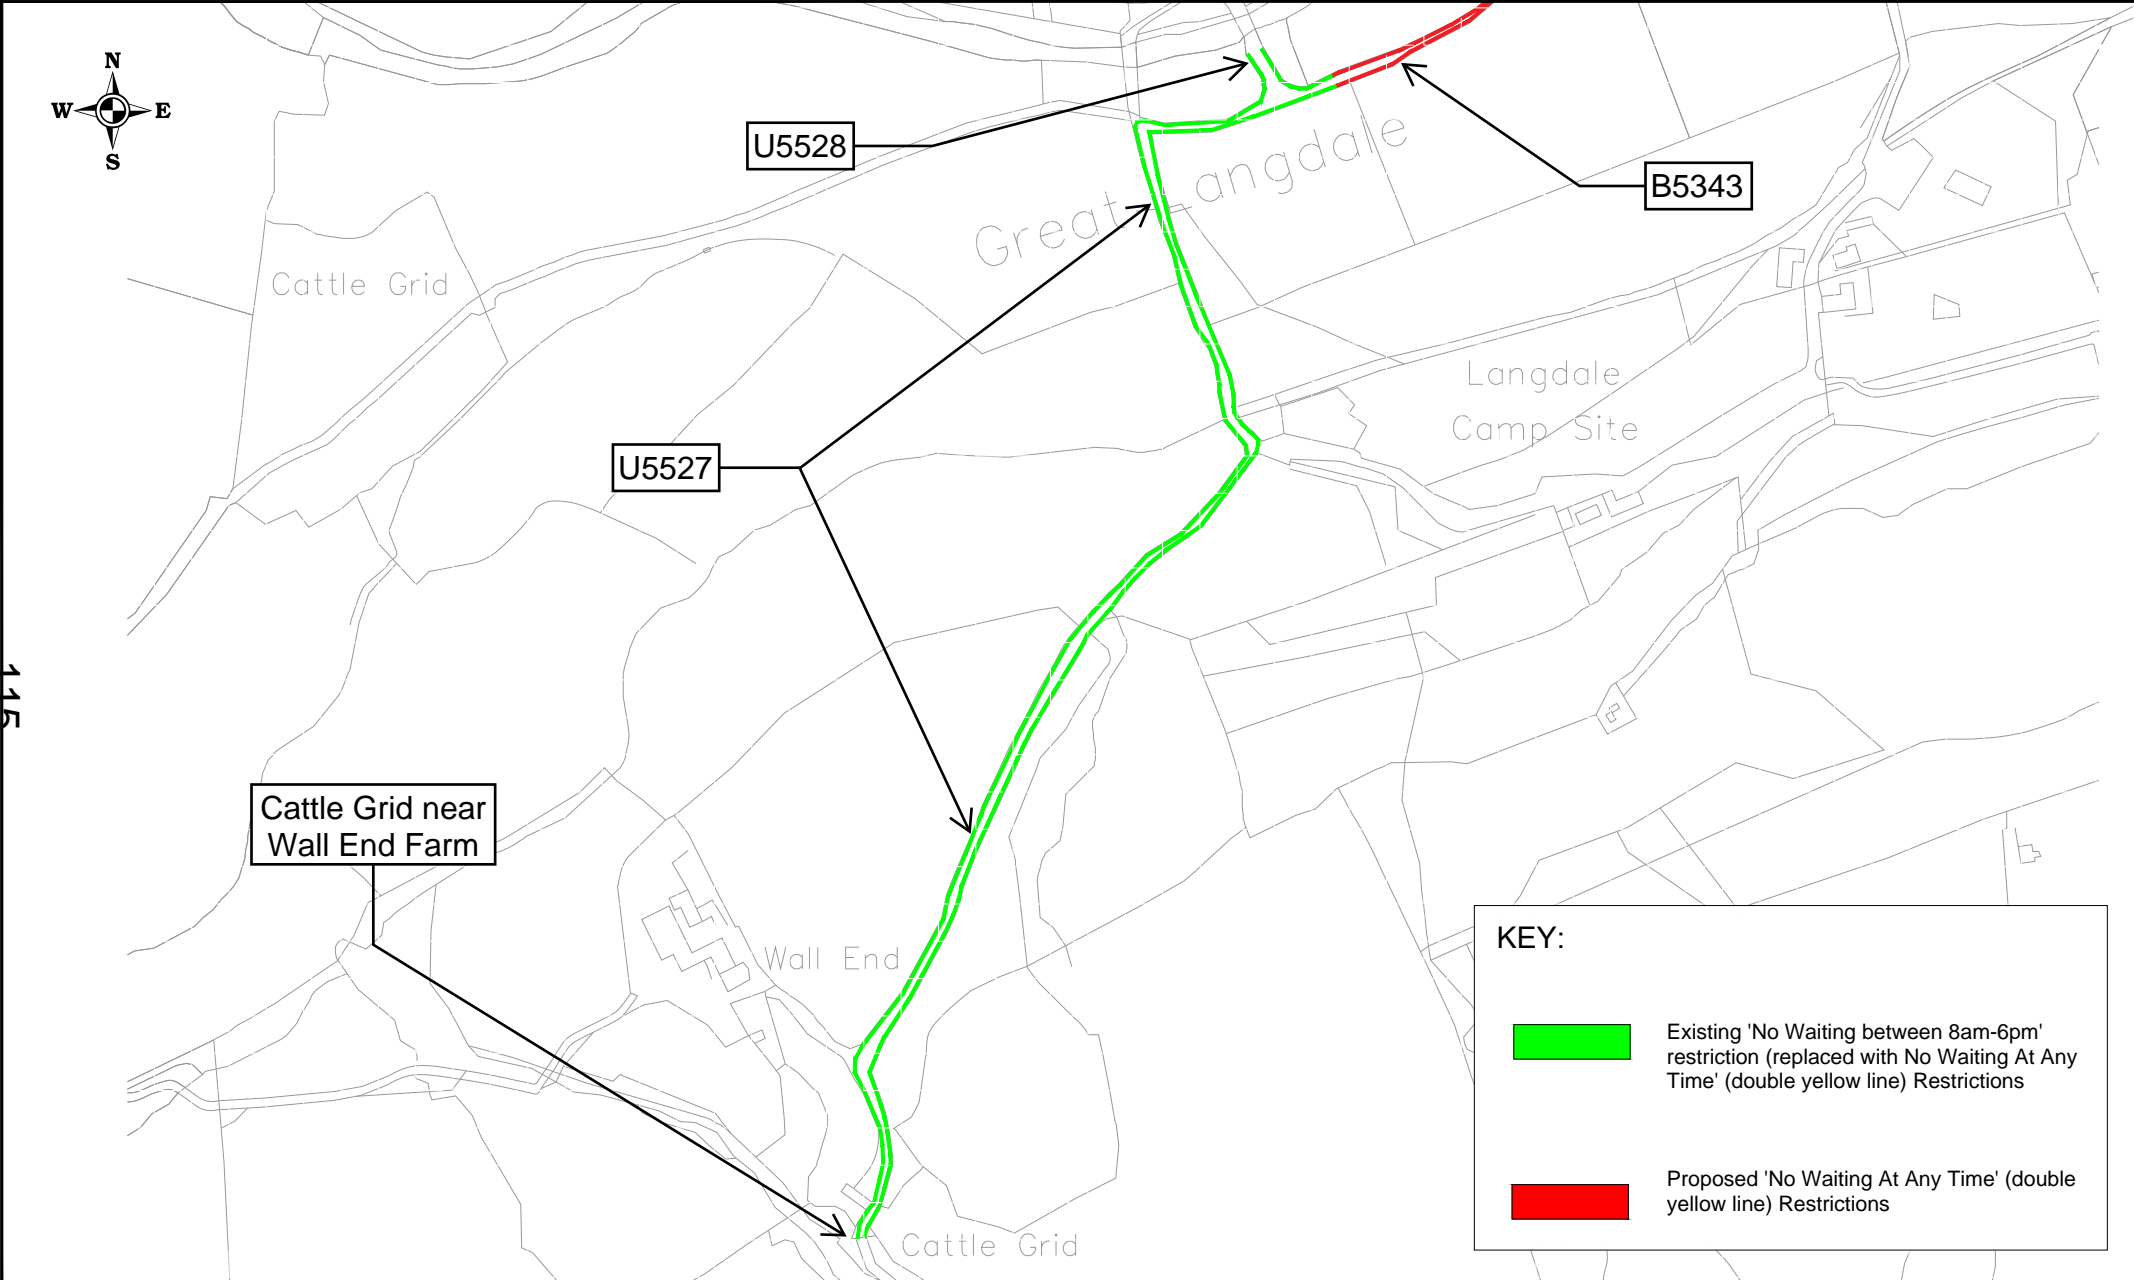 N
W E
S
U5528
B5343
Great Langdale
Cattle Grid
Langdale
Camp Site
U5527
115
Cattle Grid near
Wall End Farm
Wall End
Cattle Grid
KEY:
Existing 'No Waiting between 8am-6pm'
restriction (replaced with No Waiting At Any
Time' (double yellow line) Restrictions
Proposed 'No Waiting At Any Time' (double
yellow line) Restrictions